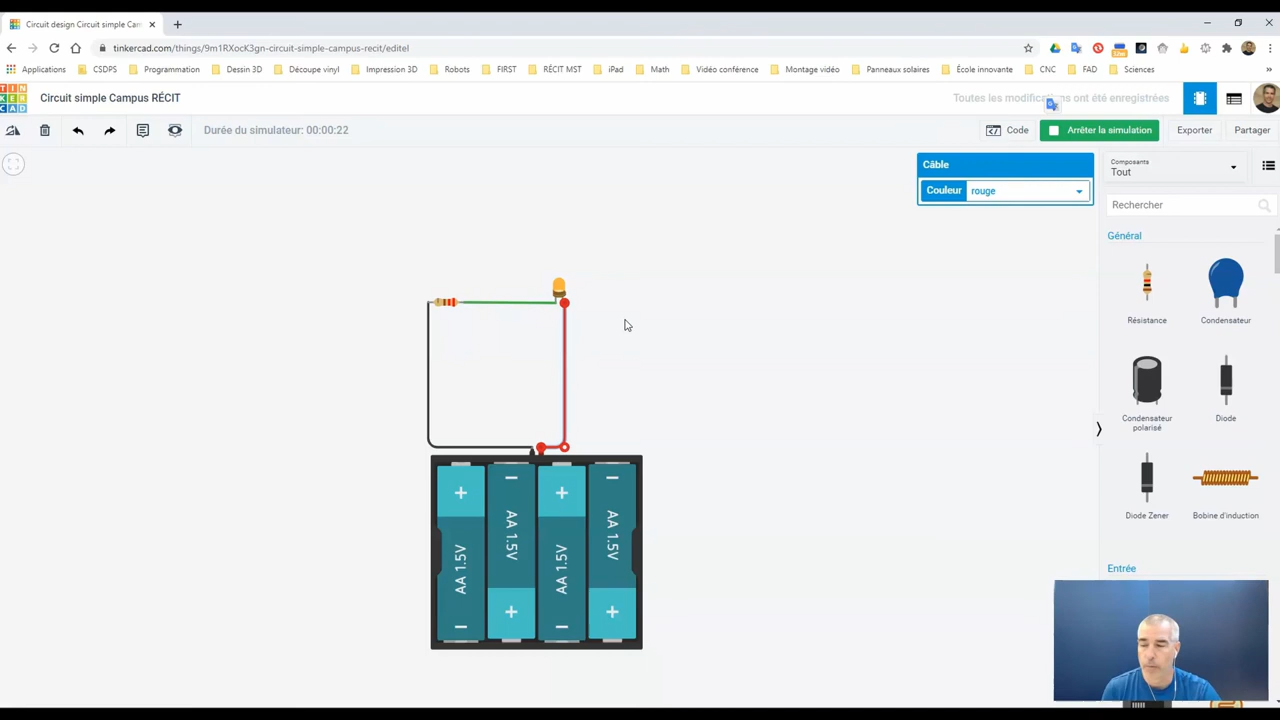 Circuit design Circuit simple Cam
tinkercad.com/things/9m1RXocK3gn-circuit-simple-campus-recit/editel
Applications CSDPS Programmation Dessin 3D Découpe vinyl Impression 3D Robots FIRST RÉCIT MST iPad Math Vidéo conférence Montage vidéo Panneaux solaires École innovante CNC FAD Sciences »
TIN
KER
CAD
Circuit simple Campus RÉCIT
Toutes les modifications ont été enregistrées
Durée du simulateur: 00:00:22
Code
Arrêter la simulation
Exporter
Partager
Câble
Couleur rouge
Composants
Tout
Rechercher
Général
Résistance
Condensateur
Condensateur
polarisé
Diode
Diode Zener
Bobine d'induction
Entrée
+ − + −
AA 1.5V AA 1.5V AA 1.5V AA 1.5V
− + − +